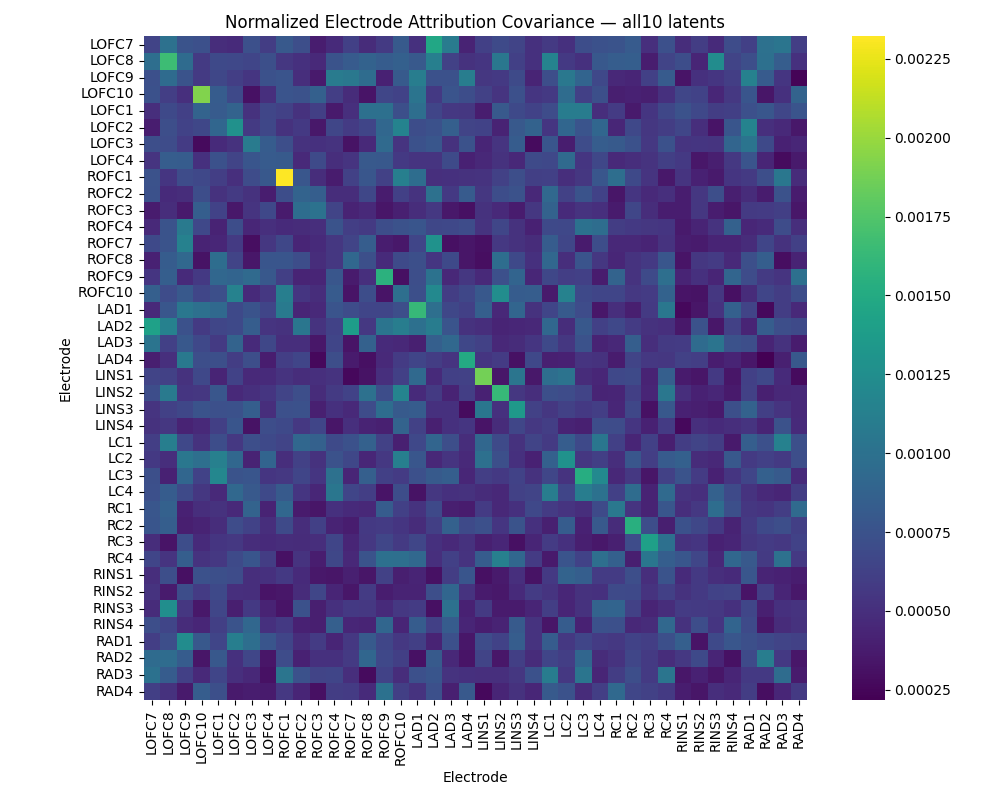 Normalized Electrode Attribution Covariance — all10 latents
LOFC7
LOFC8
LOFC9
LOFC10
LOFC1
LOFC2
LOFC3
LOFC4
ROFC1
ROFC2
ROFC3
ROFC4
ROFC7
ROFC8
ROFC9
ROFC10
LAD1
LAD2
LAD3
LAD4
LINS1
LINS2
LINS3
LINS4
LC1
LC2
LC3
LC4
RC1
RC2
RC3
RC4
RINS1
RINS2
RINS3
RINS4
RAD1
RAD2
RAD3
RAD4
Electrode
LOFC7
LOFC8
LOFC9
LOFC10
LOFC1
LOFC2
LOFC3
LOFC4
ROFC1
ROFC2
ROFC3
ROFC4
ROFC7
ROFC8
ROFC9
ROFC10
LAD1
LAD2
LAD3
LAD4
LINS1
LINS2
LINS3
LINS4
LC1
LC2
LC3
LC4
RC1
RC2
RC3
RC4
RINS1
RINS2
RINS3
RINS4
RAD1
RAD2
RAD3
RAD4
Electrode
0.00225
0.00200
0.00175
0.00150
0.00125
0.00100
0.00075
0.00050
0.00025